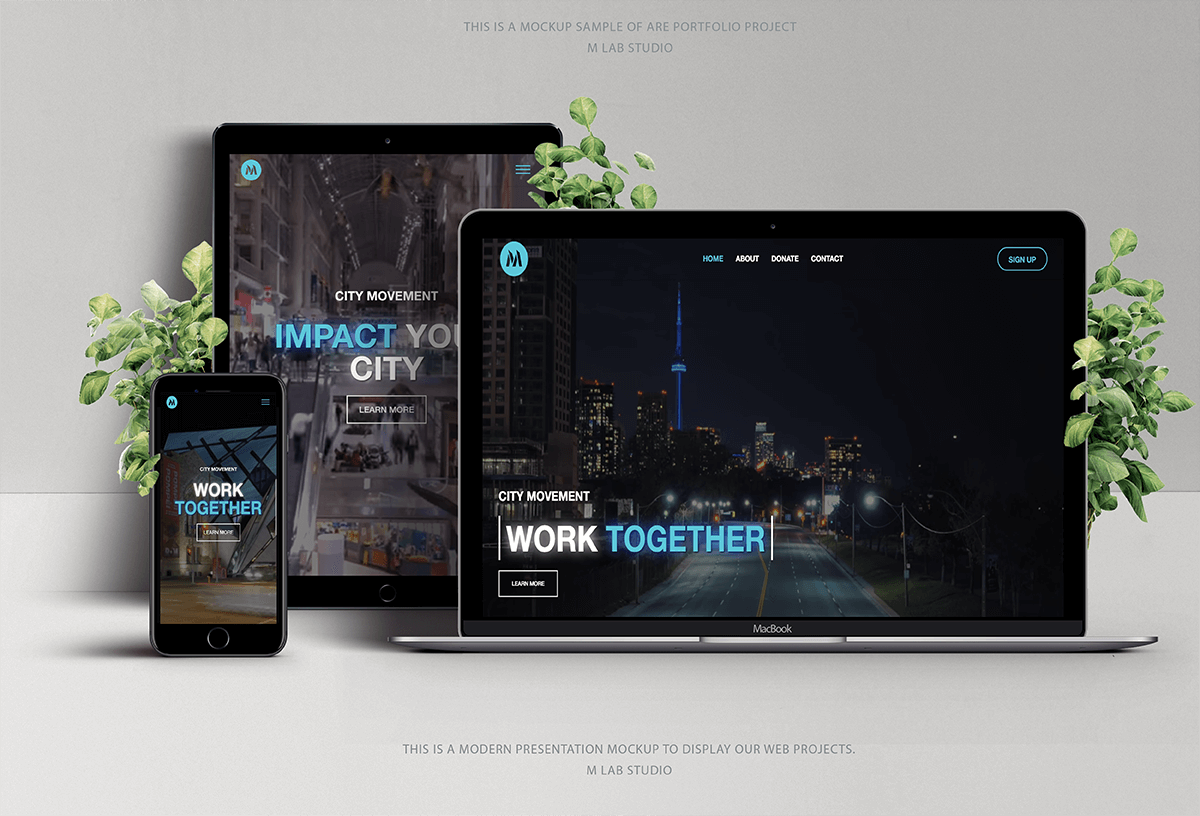 THIS IS A MOCKUP SAMPLE OF ARE PORTFOLIO PROJECT
M LAB STUDIO
M
CITY MOVEMENT
IMPACT YOU
CITY
LEARN MORE
M
CITY MOVEMENT
WORK
TOGETHER
LEARN MORE
M
HOME ABOUT DONATE CONTACT SIGN UP
CITY MOVEMENT
WORK TOGETHER
LEARN MORE
MacBook
THIS IS A MODERN PRESENTATION MOCKUP TO DISPLAY OUR WEB PROJECTS.
M LAB STUDIO